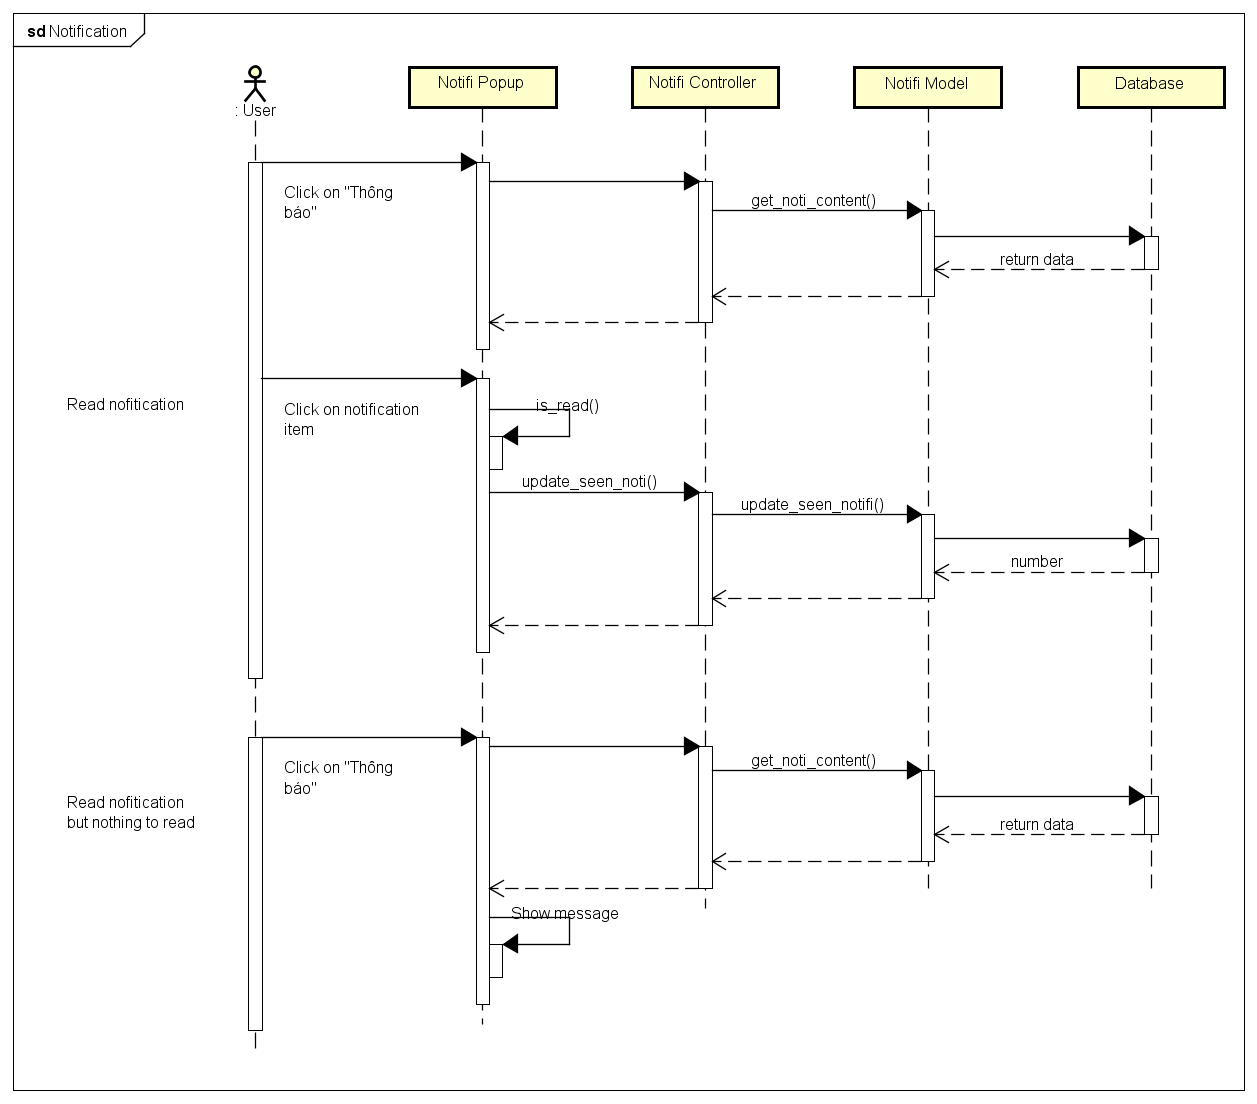 sd Notification
: User
Notifi Popup
Notifi Controller
Notifi Model
Database
Click on "Thông
báo"
get_noti_content()
return data
Read nofitication
Click on notification
item
is_read()
update_seen_noti()
update_seen_notifi()
number
Click on "Thông
báo"
get_noti_content()
Read nofitication
but nothing to read
return data
Show message